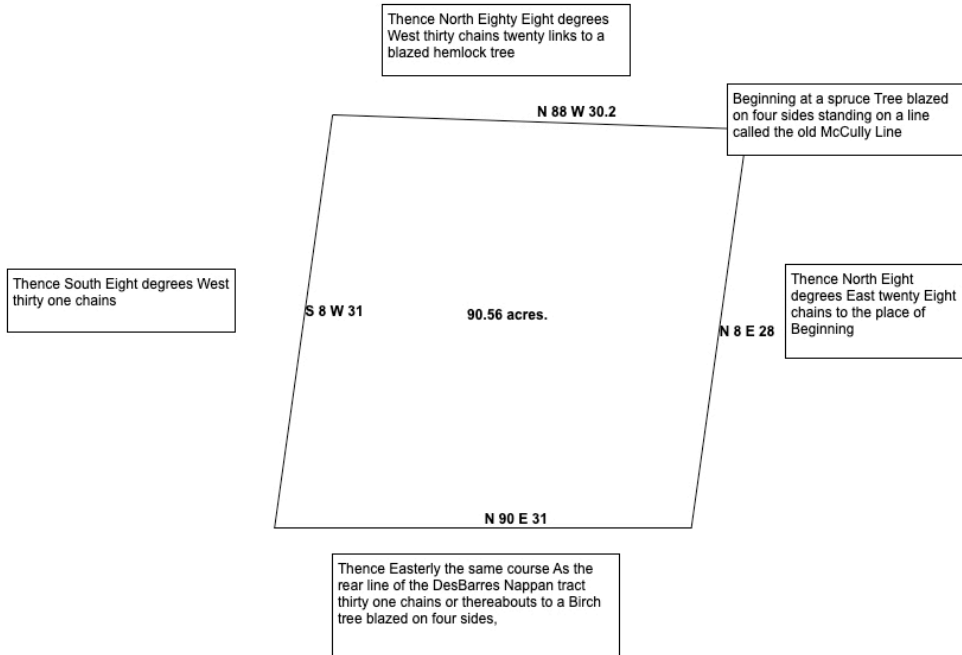 Thence North Eighty Eight degrees
West thirty chains twenty links to a
blazed hemlock tree
N 88 W 30.2
Beginning at a spruce Tree blazed
on four sides standing on a line
called the old McCully Line
Thence South Eight degrees West
thirty one chains
S 8 W 31
90.56 acres.
N 8 E 28
Thence North Eight
degrees East twenty Eight
chains to the place of
Beginning
N 90 E 31
Thence Easterly the same course As the
rear line of the DesBarres Nappan tract
thirty one chains or thereabouts to a Birch
tree blazed on four sides,